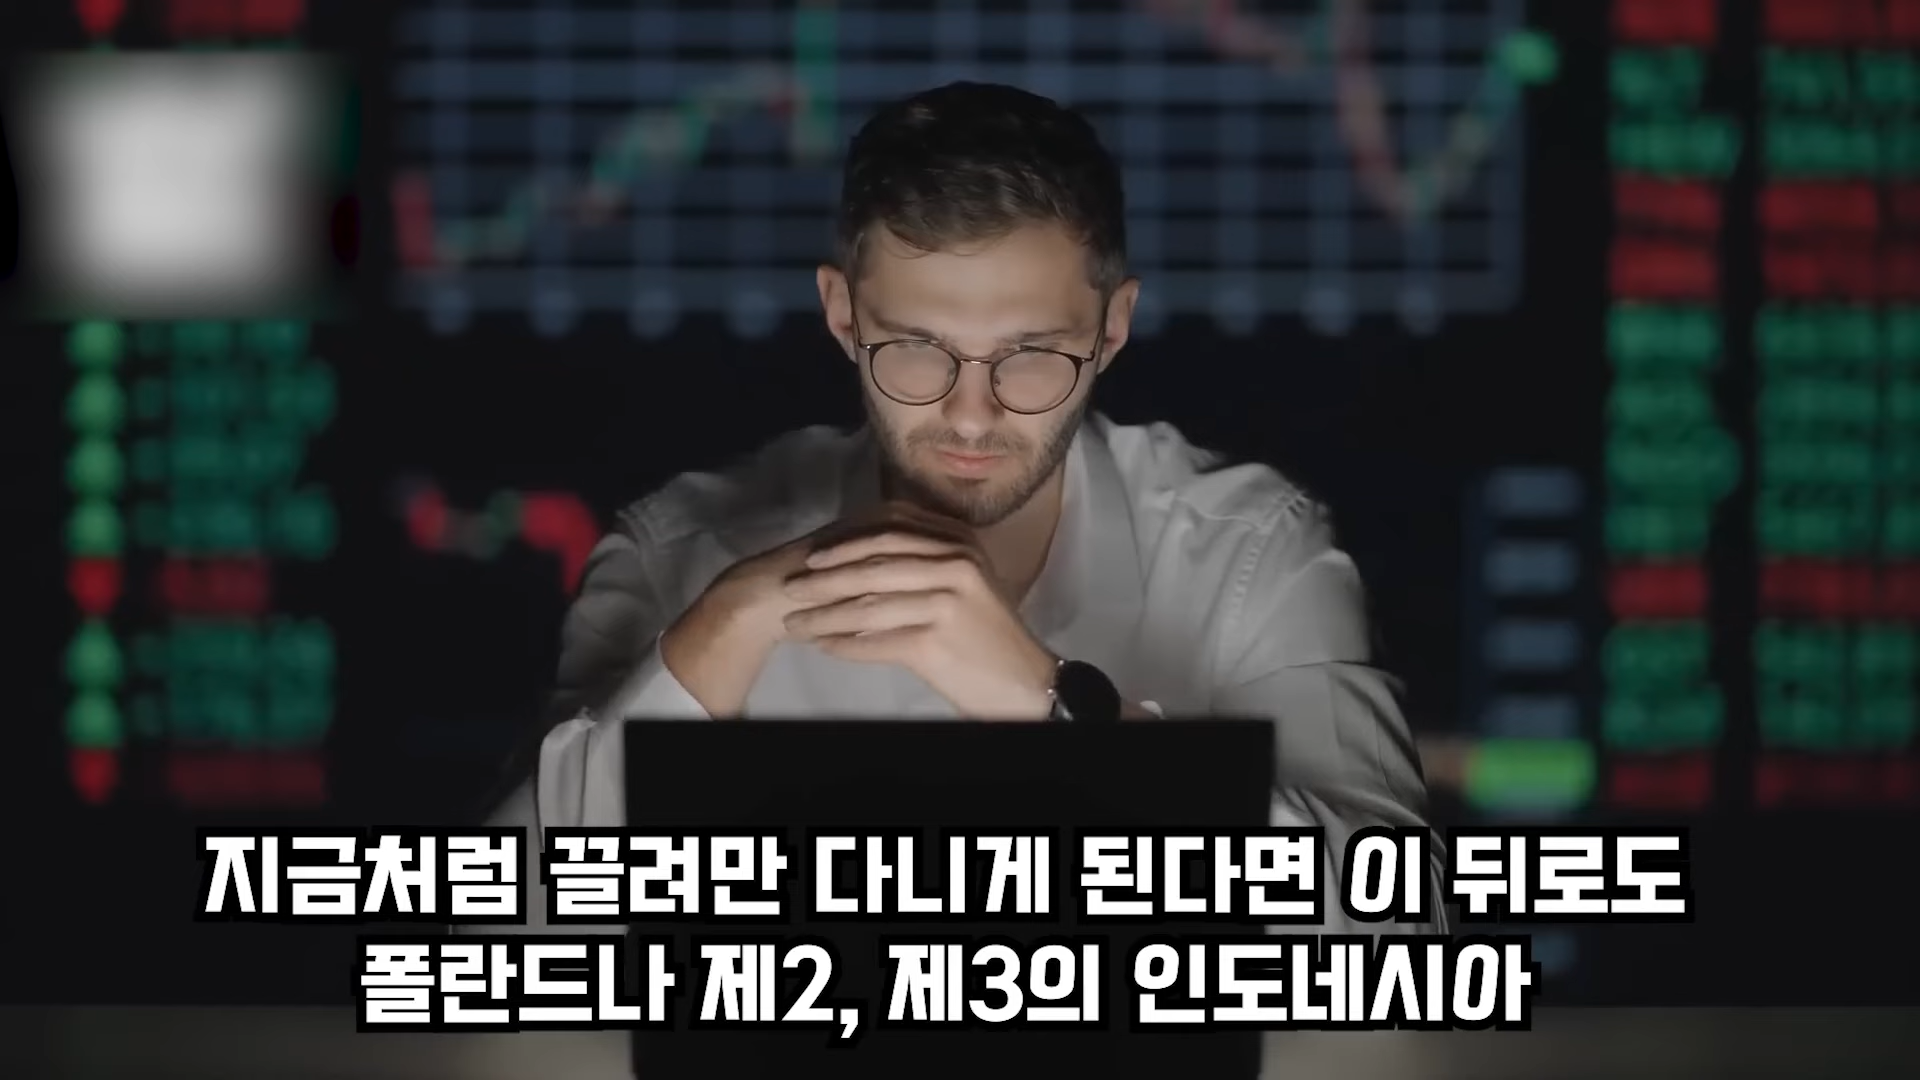 지금처럼 끌려만 다니게 된다면 이 뒤로도
폴란드나 제2, 제3의 인도네시아